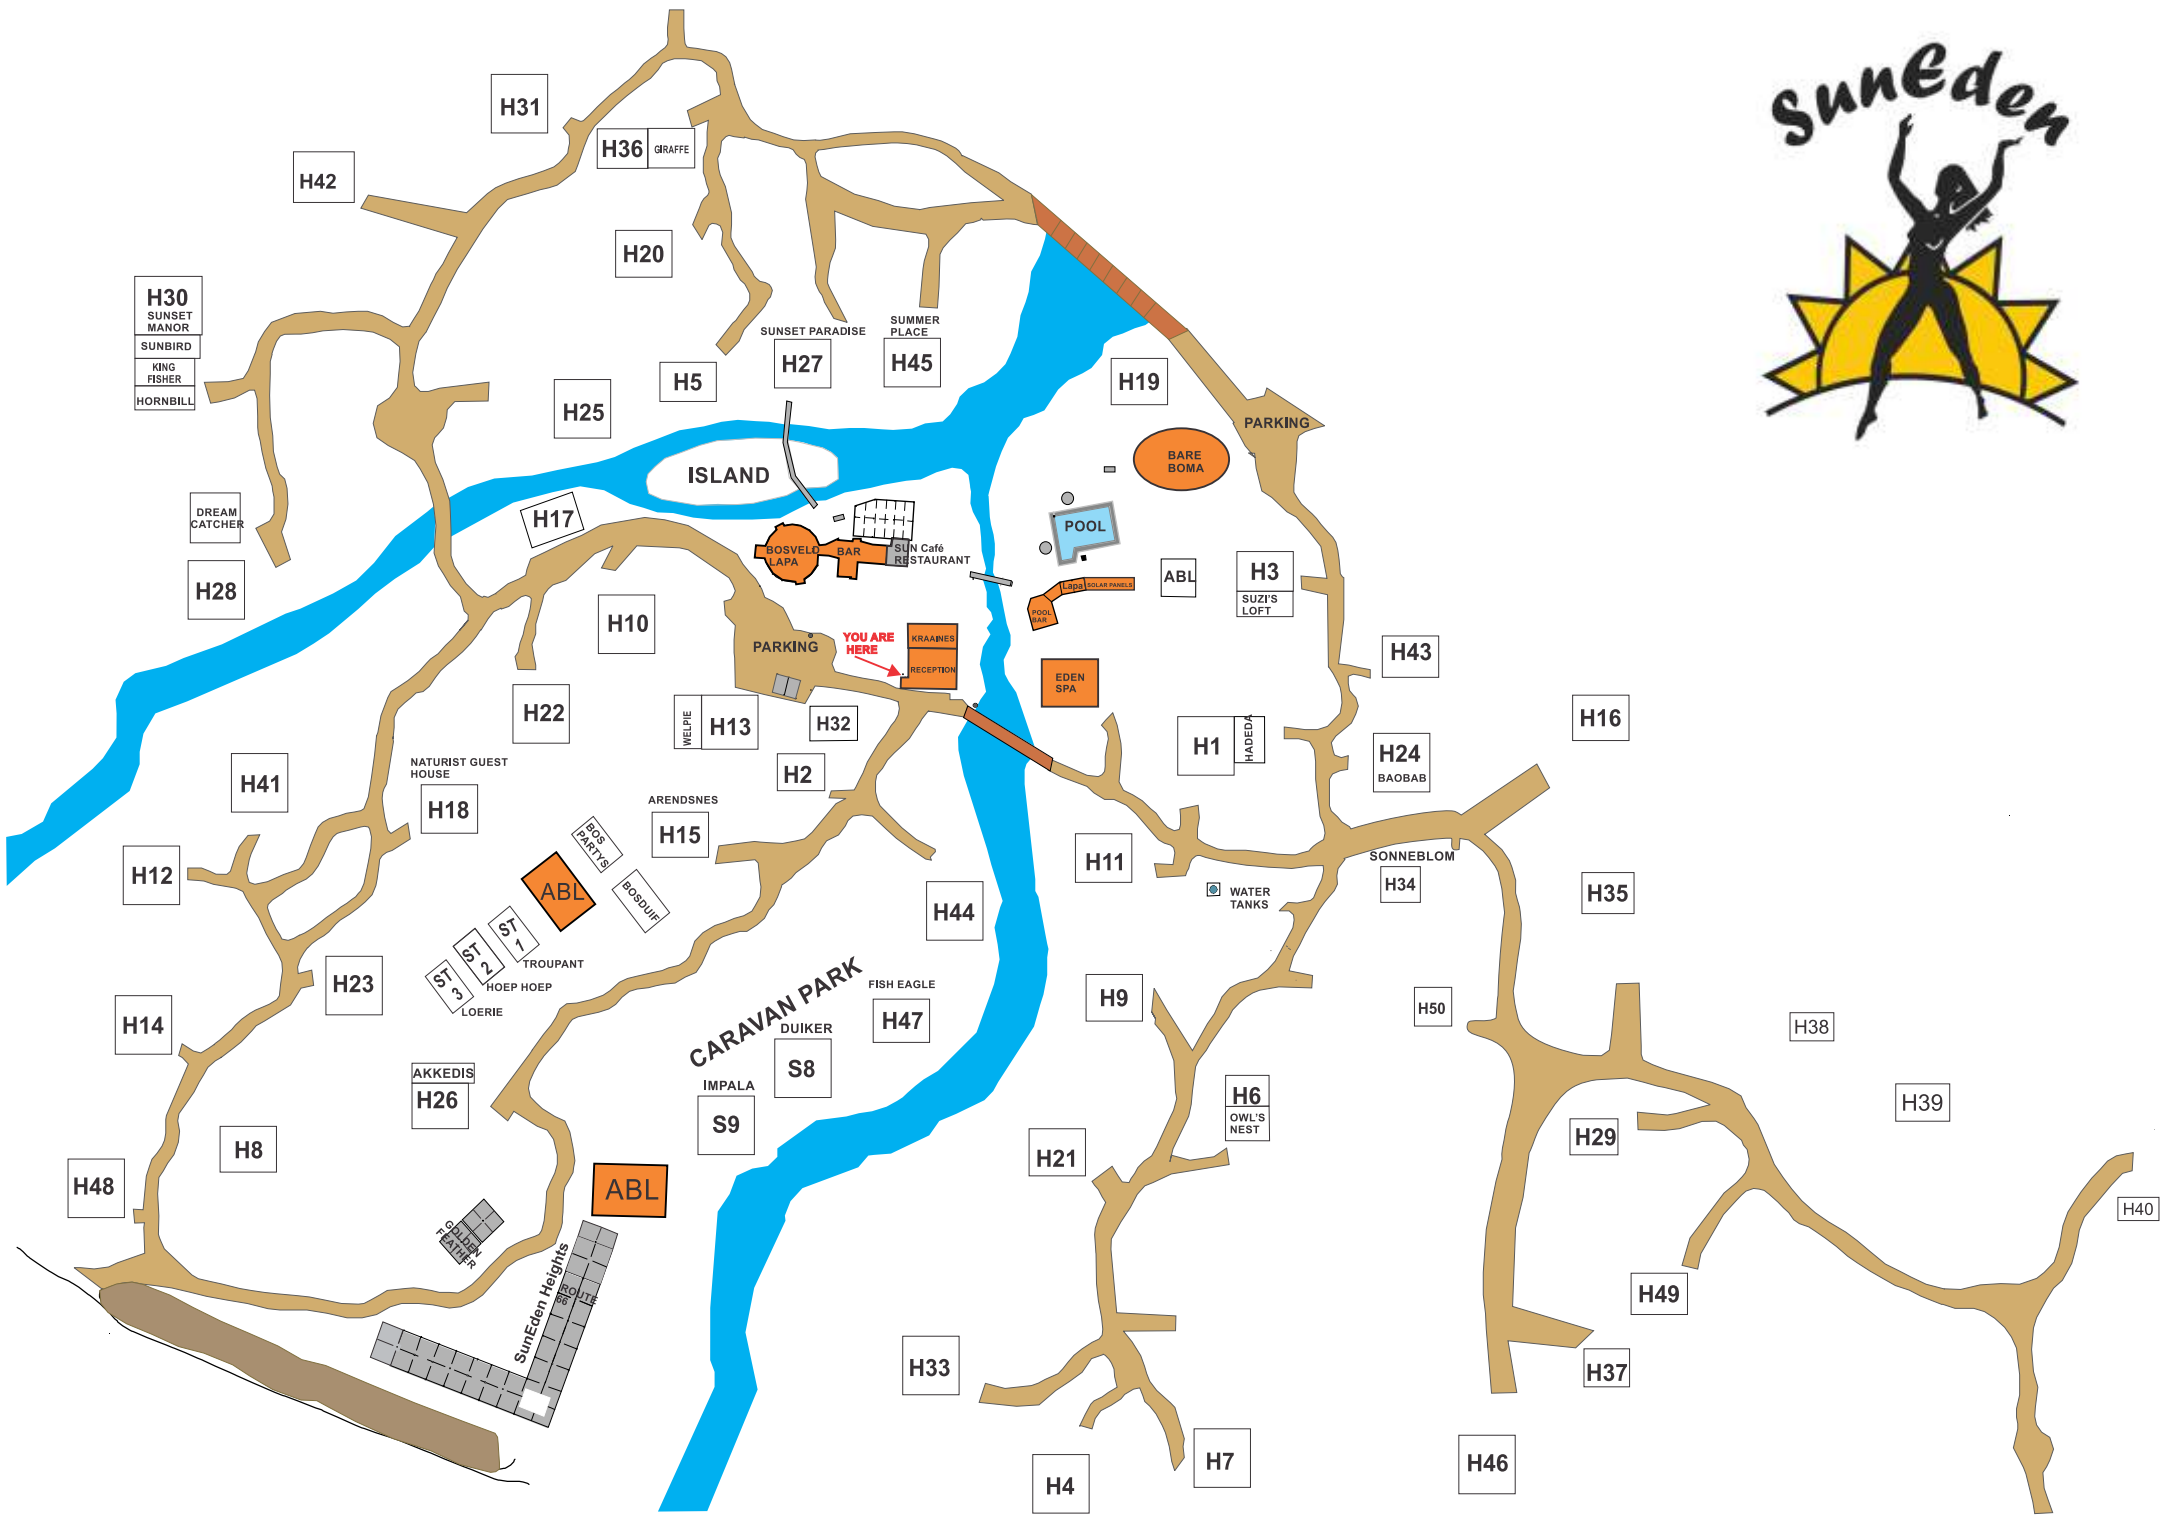 SunEden
H31
H36
GIRAFFE
H42
H20
H30
SUNSET
MANOR
SUNBIRD
KING
FISHER
HORNBILL
SUNSET PARADISE
H27
SUMMER
PLACE
H45
H5
H25
H19
PARKING
BARE
BOMA
ISLAND
DREAM
CATCHER
H17
POOL
BOSVELD
LAPA
BAR
SUN Café
RESTAURANT
H28
ABL
H3
SUZI'S
LOFT
Lapa
SOLAR PANELS
POOL
BAR
H10
PARKING
YOU ARE
HERE
KRAAINES
RECEPTION
EDEN
SPA
H43
H22
WELPIE
H13
H32
H1
HADEDA
H16
H24
BAOBAB
H2
NATURIST GUEST
HOUSE
H18
H41
ARENDSNES
H15
BOS
PARTYS
BOSDUIF
ABL
H12
H11
SONNEBLOM
H34
WATER
TANKS
H35
H44
ST
1
TROUPANT
ST
2
HOEP HOEP
ST
3
LOERIE
H23
H14
CARAVAN PARK
FISH EAGLE
H47
DUIKER
S8
IMPALA
S9
H9
H50
H38
H39
AKKEDIS
H26
H6
OWL'S
NEST
H29
H8
H21
H48
ABL
H40
GOLDEN
FEATHER
SunEden Heights
ROUTE
66
H49
H33
H37
H4
H7
H46